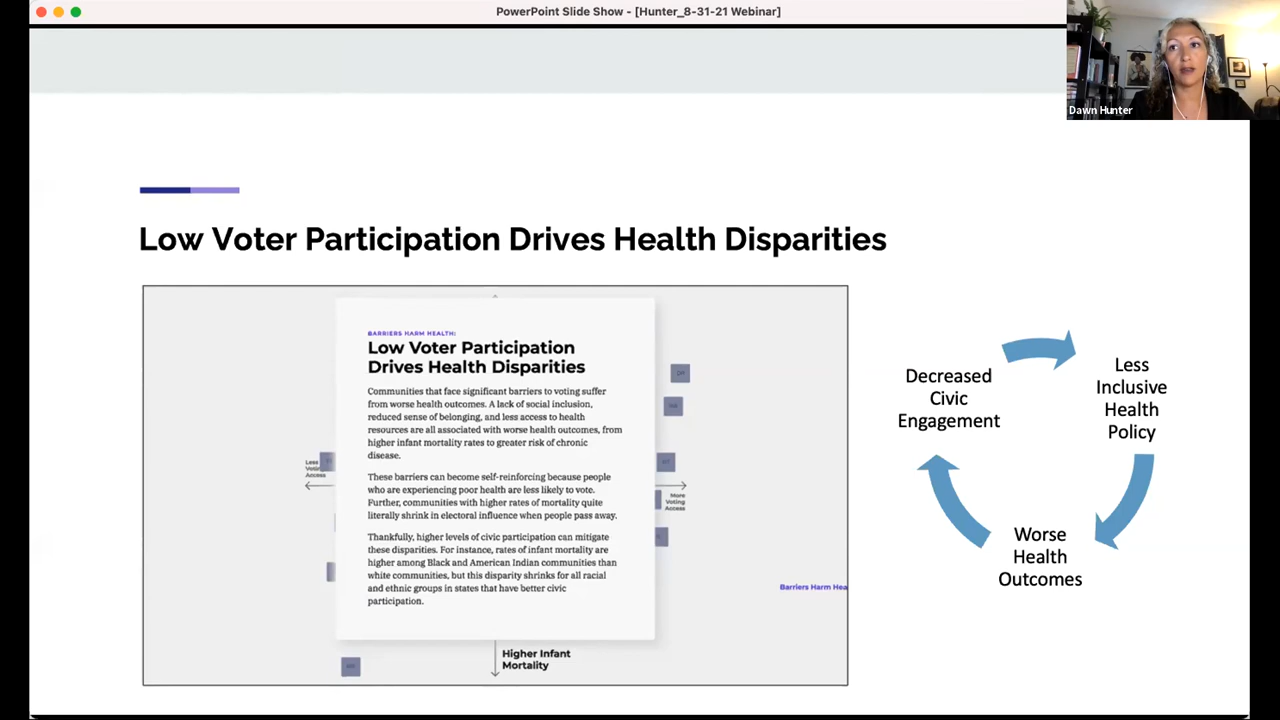 PowerPoint Slide Show - [Hunter_8-31-21 Webinar]
Dawn Hunter
Low Voter Participation Drives Health Disparities
BARRIERS HARM HEALTH:
Low Voter Participation
Drives Health Disparities
Communities that face significant barriers to voting suffer
from worse health outcomes. A lack of social inclusion,
reduced sense of belonging, and less access to health
resources are all associated with worse health outcomes, from
higher infant mortality rates to greater risk of chronic
disease.
These barriers can become self-reinforcing because people
who are experiencing poor health are less likely to vote.
Further, communities with higher rates of mortality quite
literally shrink in electoral influence when people pass away.
Thankfully, higher levels of civic participation can mitigate
these disparities. For instance, rates of infant mortality are
higher among Black and American Indian communities than
white communities, but this disparity shrinks for all racial
and ethnic groups in states that have better civic
participation.
Less
Access
More
Voting
Access
Barriers Harm Hea
Higher Infant
Mortality
Decreased
Civic
Engagement
Less
Inclusive
Health
Policy
Worse
Health
Outcomes